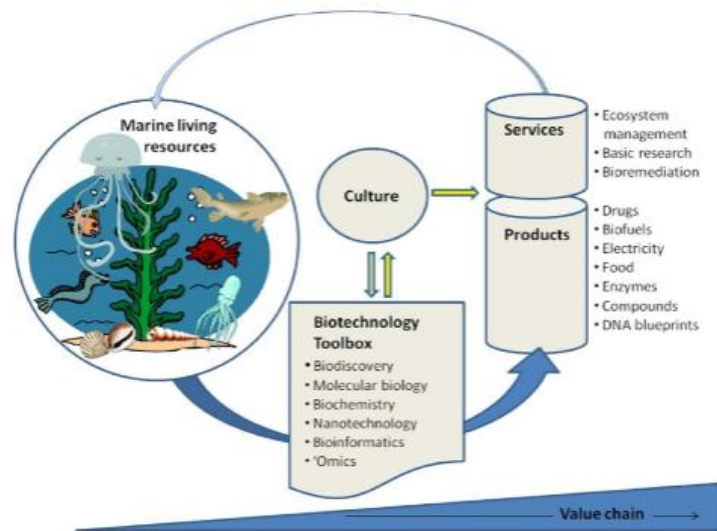 Marine living
resources
Culture
Services
• Ecosystem
management
• Basic research
• Bioremediation
Products
• Drugs
• Biofuels
• Electricity
• Food
• Enzymes
• Compounds
• DNA blueprints
Biotechnology
Toolbox
• Biodiscovery
• Molecular biology
• Biochemistry
• Nanotechnology
• Bioinformatics
• 'Omics
Value chain